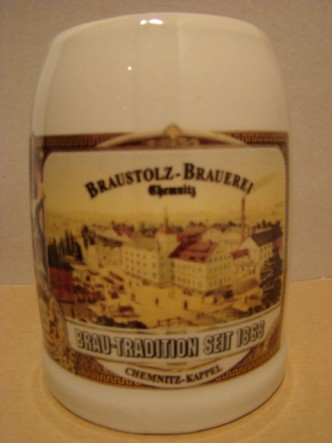 BRAUSTOLZ-BRAUEREI
Chemnitz
BRAU-TRADITION SEIT 1868
CHEMNITZ-KAPPEL